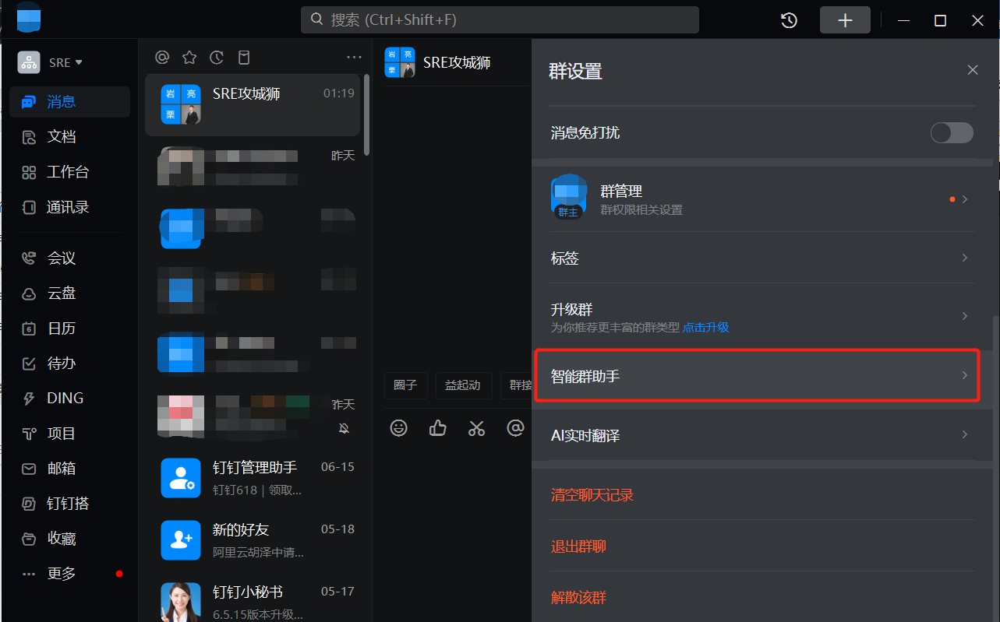 搜索 (Ctrl+Shift+F)
SRE
消息
文档
工作台
通讯录
会议
云盘
6
日历
待办
DING
项目
邮箱
钉钉搭
收藏
更多
岩 亮
栗
SRE攻城狮
01:19
昨天
昨天
钉钉管理助手
06-15
钉钉618 | 领取...
新的好友
05-18
阿里云胡泽中请...
钉钉小秘书
05-17
6.5.15版本升级...
岩 亮
栗
SRE攻城狮
圈子
益起动
群接
群设置
消息免打扰
群主
群管理
群权限相关设置
标签
升级群
为你推荐更丰富的群类型 点击升级
智能群助手
AI实时翻译
清空聊天记录
退出群聊
解散该群